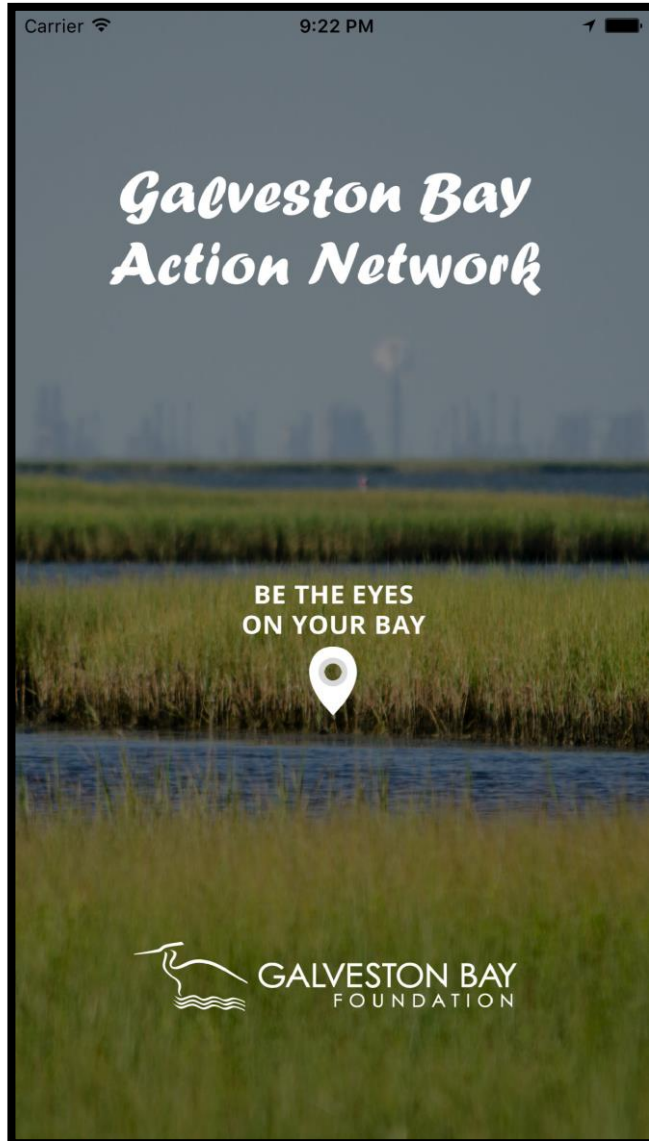 Carrier
9:22 PM
Galveston Bay
Action Network
BE THE EYES
ON YOUR BAY
GALVESTON BAY
FOUNDATION